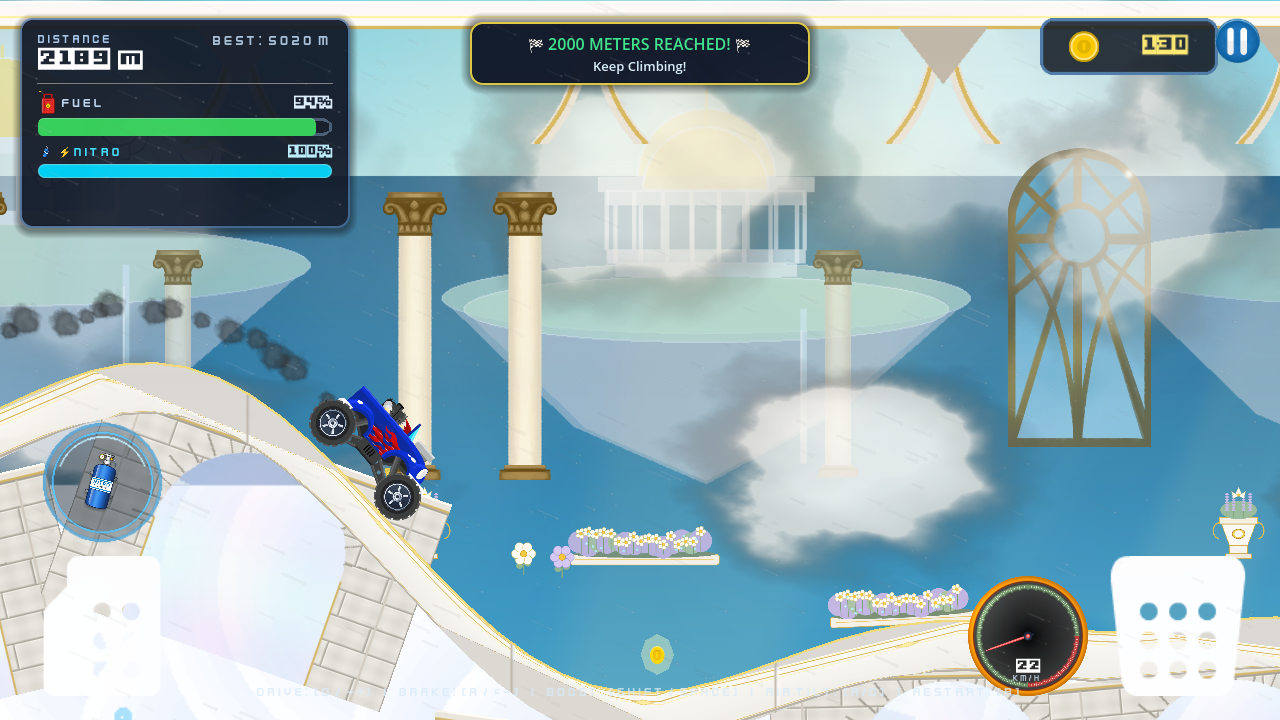 DISTANCE
BEST: 5020 M
2189 m
FUEL
94%
⚡NITRO
100%
🏁 2000 METERS REACHED! 🏁
Keep Climbing!
130
22
KM/H